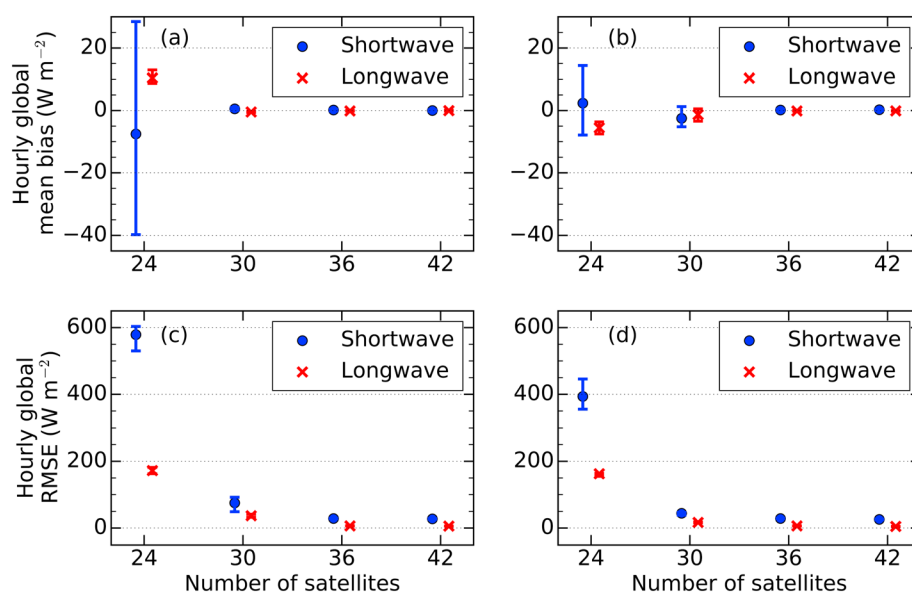 (a)
Shortwave
Longwave
Hourly global
mean bias (W m−2)
20
0
−20
−40
24
30
36
42
(b)
Shortwave
Longwave
20
0
−20
−40
24
30
36
42
(c)
Shortwave
Longwave
Hourly global
RMSE (W m−2)
600
400
200
0
24
30
36
42
Number of satellites
(d)
Shortwave
Longwave
600
400
200
0
24
30
36
42
Number of satellites